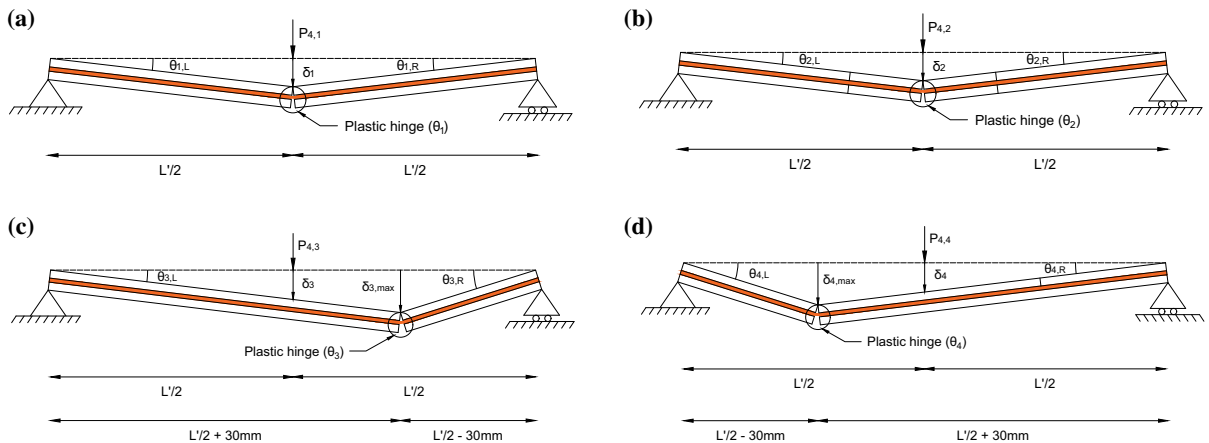 (a)
P4,1
θ1,L
δ1
θ1,R
Plastic hinge (θ1)
L'/2
L'/2
(b)
P4,2
θ2,L
δ2
θ2,R
Plastic hinge (θ2)
L'/2
L'/2
(c)
P4,3
θ3,L
δ3
δ3,max
θ3,R
Plastic hinge (θ3)
L'/2
L'/2
L'/2 + 30mm
L'/2 - 30mm
(d)
P4,4
θ4,L
δ4,max
δ4
θ4,R
Plastic hinge (θ4)
L'/2
L'/2
L'/2 - 30mm
L'/2 + 30mm